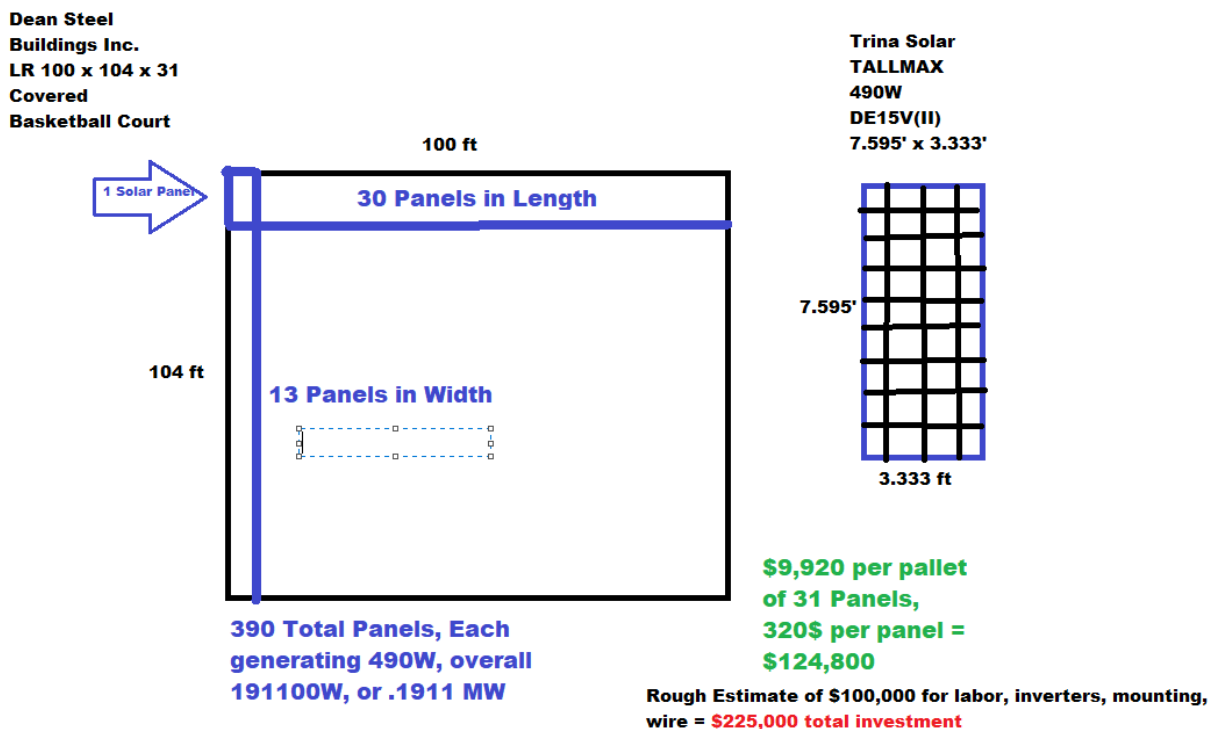 Dean Steel
Buildings Inc.
LR 100 x 104 x 31
Covered
Basketball Court
Trina Solar
TALLMAX
490W
DE15V(II)
7.595' x 3.333'
100 ft
1 Solar Panel
30 Panels in Length
7.595'
104 ft
13 Panels in Width
3.333 ft
$9,920 per pallet
of 31 Panels,
320$ per panel =
$124,800
390 Total Panels, Each
generating 490W, overall
191100W, or .1911 MW
Rough Estimate of $100,000 for labor, inverters, mounting,
wire = $225,000 total investment